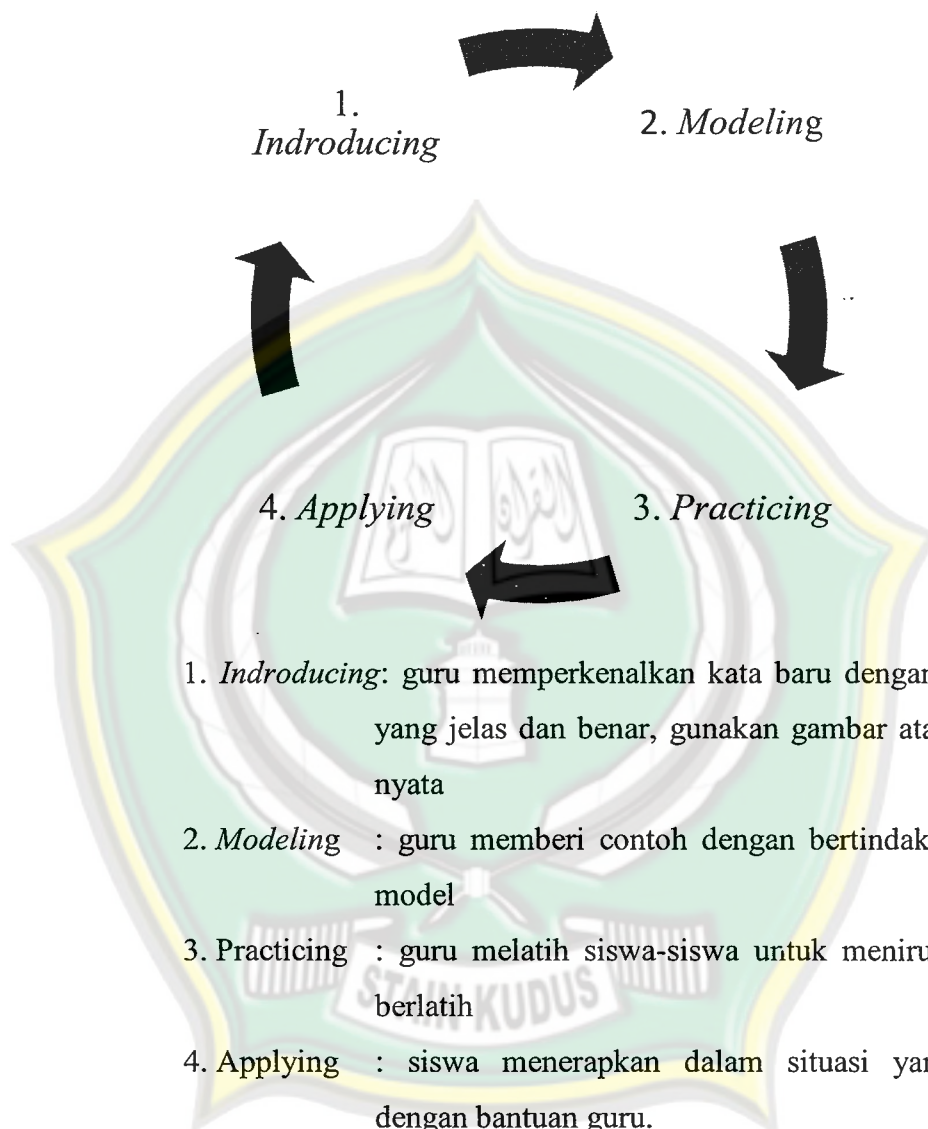 1.
Indroducing
2. Modeling
4. Applying
3. Practicing
1. Indroducing: guru memperkenalkan kata baru dengan
yang jelas dan benar, gunakan gambar ata
nyata
2. Modeling : guru memberi contoh dengan bertindak
model
3. Practicing : guru melatih siswa-siswa untuk meniru
berlatih
4. Applying : siswa menerapkan dalam situasi yan
dengan bantuan guru.
STAIN KUDUS